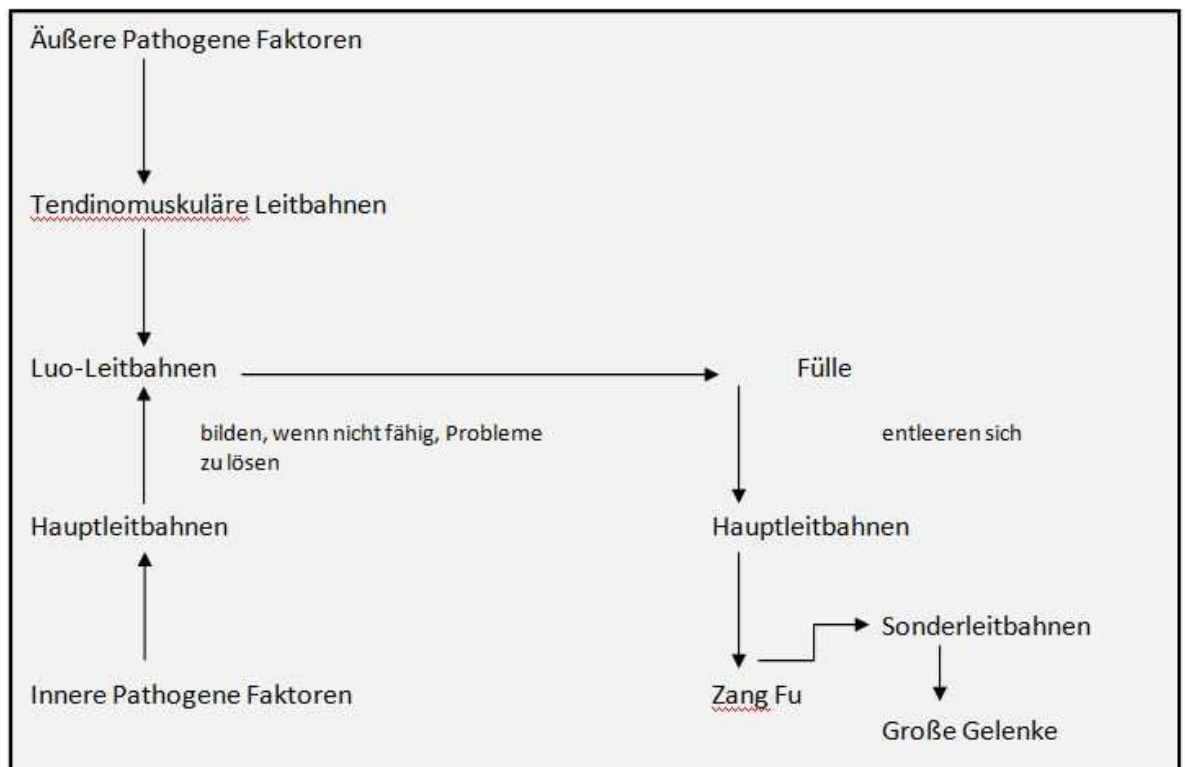 Äußere Pathogene Faktoren
Tendinomuskuläre Leitbahnen
Luo-Leitbahnen
Fülle
bilden, wenn nicht fähig, Probleme
zu lösen
entleeren sich
Hauptleitbahnen
Hauptleitbahnen
Sonderleitbahnen
Innere Pathogene Faktoren
Zang Fu
Große Gelenke